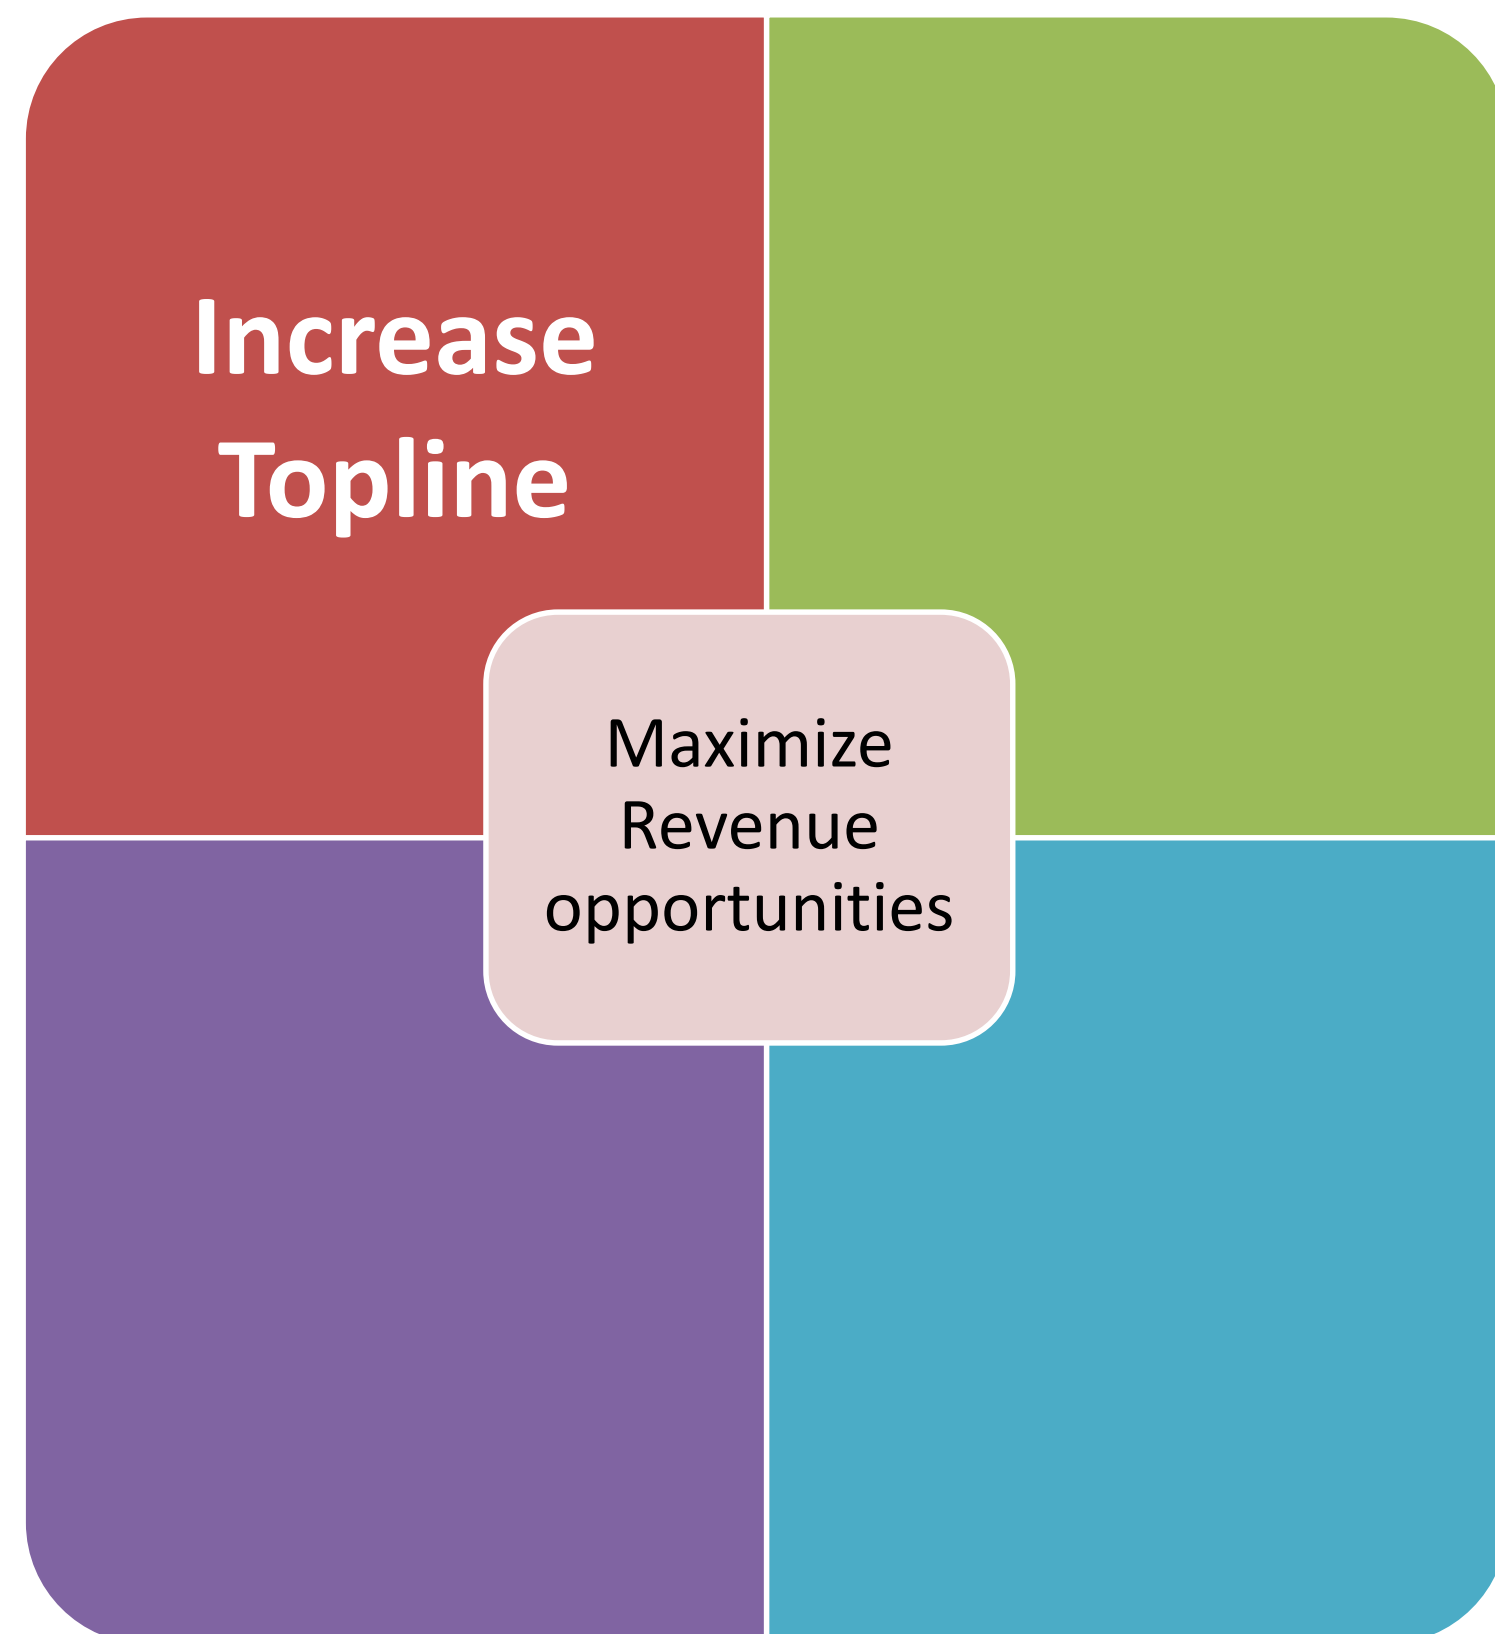 Increase
Topline
Maximize
Revenue
opportunities